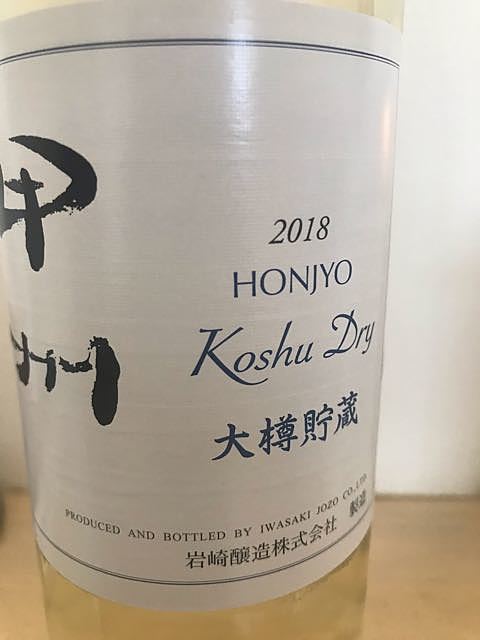 甲州
2018
HONJYO
Koshu Dry
大樽貯蔵
PRODUCED AND BOTTLED BY IWASAKI JOZO CO.,LTD.
岩崎醸造株式会社 製造